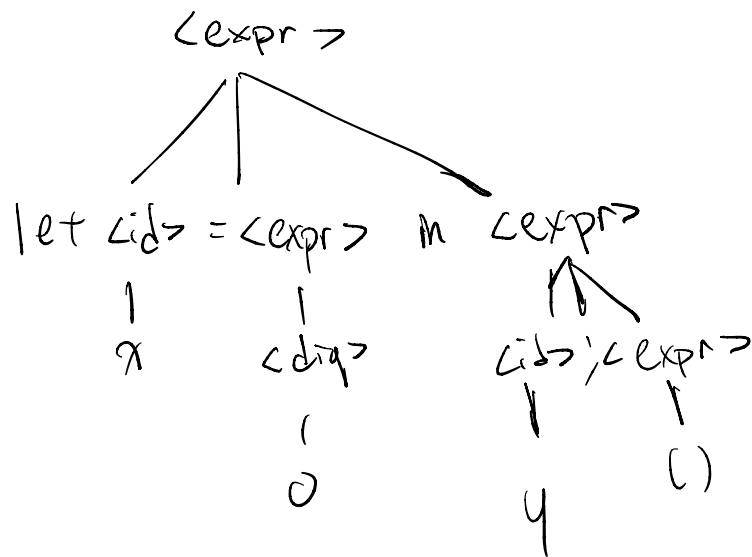 <expr>
let <id> = <expr> in <expr>
x <dig> <id> ; <expr>
0 y ()